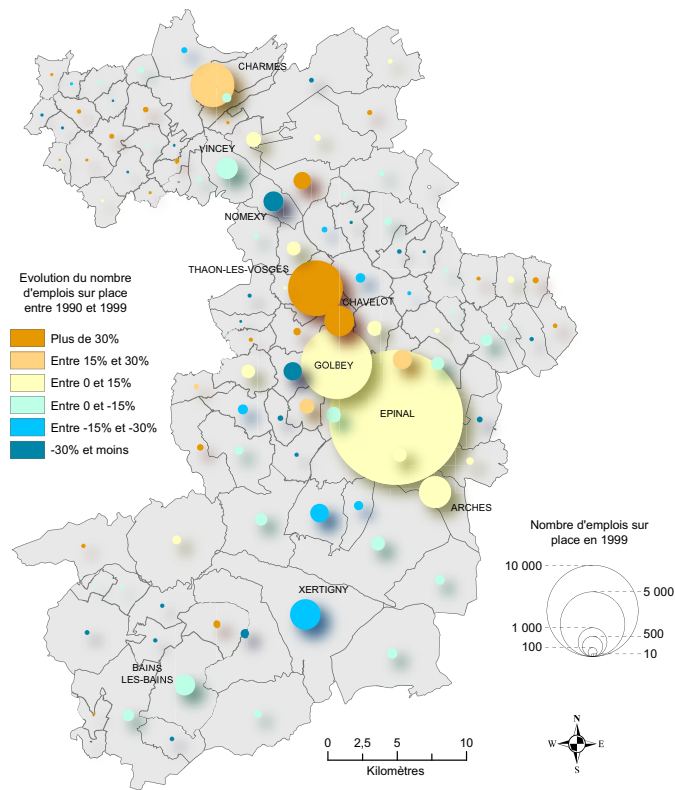 CHARMES
VINCEY
NOMEXY
THAON-LES-VOSGES
CHAVELOT
GOLBEY
EPINAL
ARCHES
XERTIGNY
BAINS
LES-BAINS
Evolution du nombre
d'emplois sur place
entre 1990 et 1999
Plus de 30%
Entre 15% et 30%
Entre 0 et 15%
Entre 0 et -15%
Entre -15% et -30%
-30% et moins
Nombre d'emplois sur
place en 1999
10 000
5 000
1 000
500
100
10
0 2,5 5 10
Kilomètres
N
W E
S